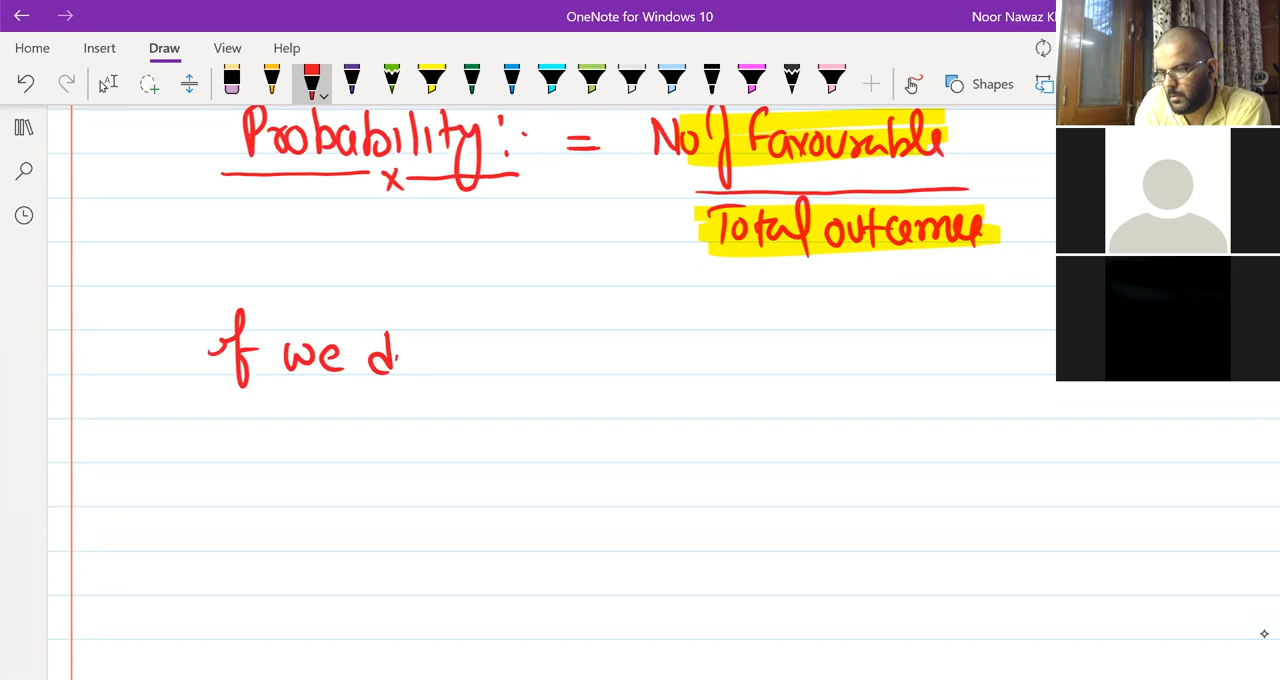 OneNote for Windows 10
Noor Nawaz Kh
Home Insert Draw View Help
Shapes
Probability : = No of Favourable
Total outcomes
if we d